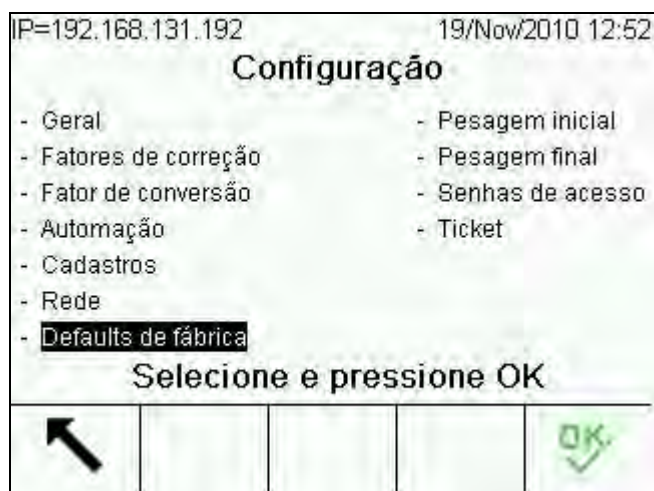 IP=192.168.131.192 19/Nov/2010 12:52
Configuração
- Geral
- Fatores de correção
- Fator de conversão
- Automação
- Cadastros
- Rede
- Defaults de fábrica
- Pesagem inicial
- Pesagem final
- Senhas de acesso
- Ticket
Selecione e pressione OK
OK